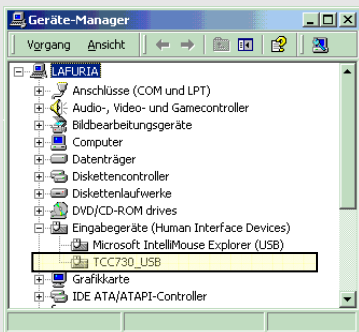 Geräte-Manager
Vorgang Ansicht
LAFURIA
Anschlüsse (COM und LPT)
Audio-, Video- und Gamecontroller
Bildbearbeitungsgeräte
Computer
Datenträger
Diskettencontroller
Diskettenlaufwerke
DVD/CD-ROM drives
Eingabegeräte (Human Interface Devices)
Microsoft IntelliMouse Explorer (USB)
TCC730_USB
Grafikkarte
IDE ATA/ATAPI-Controller